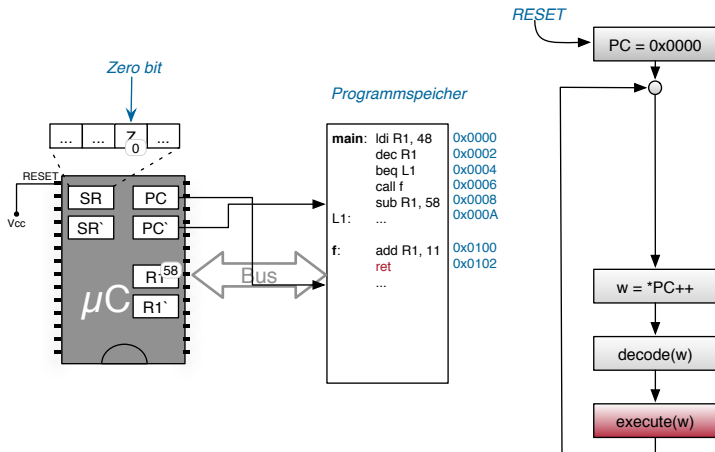 RESET
PC = 0x0000
Zero bit
Programmspeicher
... ... Z ...
0
main: ldi R1, 48 0x0000
dec R1 0x0002
beq L1 0x0004
call f 0x0006
sub R1, 58 0x0008
L1: ... 0x000A
f: add R1, 11 0x0100
ret 0x0102
...
RESET
Vcc
SR PC
SR` PC`
R1 58
R1`
µC
Bus
w = *PC++
decode(w)
execute(w)